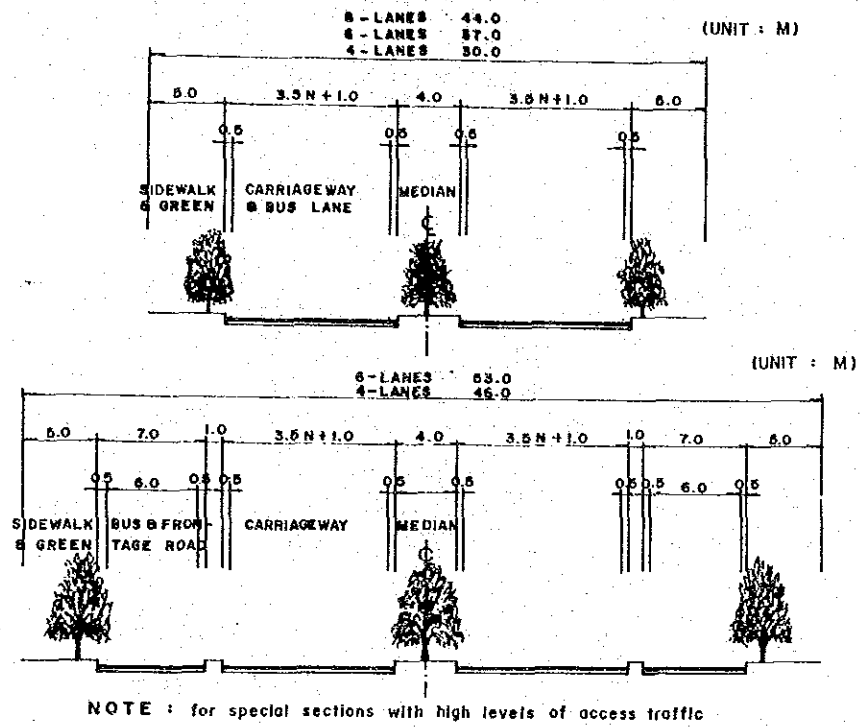 8-LANES 44.0
6-LANES 37.0
4-LANES 30.0
(UNIT : M)
5.0 3.5N+1.0 4.0 3.5N+1.0 5.0
0.5 0.5 0.5 0.5
SIDEWALK CARRIAGEWAY MEDIAN
& GREEN & BUS LANE
℄
(UNIT : M)
6-LANES 53.0
4-LANES 46.0
5.0 7.0 1.0 3.5N+1.0 4.0 3.5N+1.0 1.0 7.0 5.0
0.5 6.0 0.5 0.5 0.5 0.5 0.5 0.5 6.0 0.5
SIDEWALK BUS & FRON- CARRIAGEWAY MEDIAN
& GREEN TAGE ROAD
℄
NOTE : for special sections with high levels of access traffic